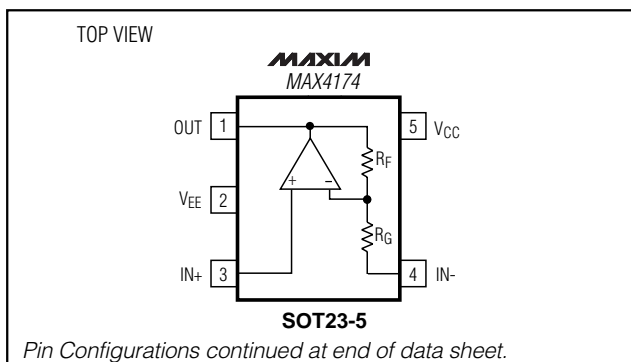 TOP VIEW
MAXIM
MAX4174
OUT 1
5 VCC
RF
+ −
VEE 2
RG
IN+ 3
4 IN-
SOT23-5
Pin Configurations continued at end of data sheet.